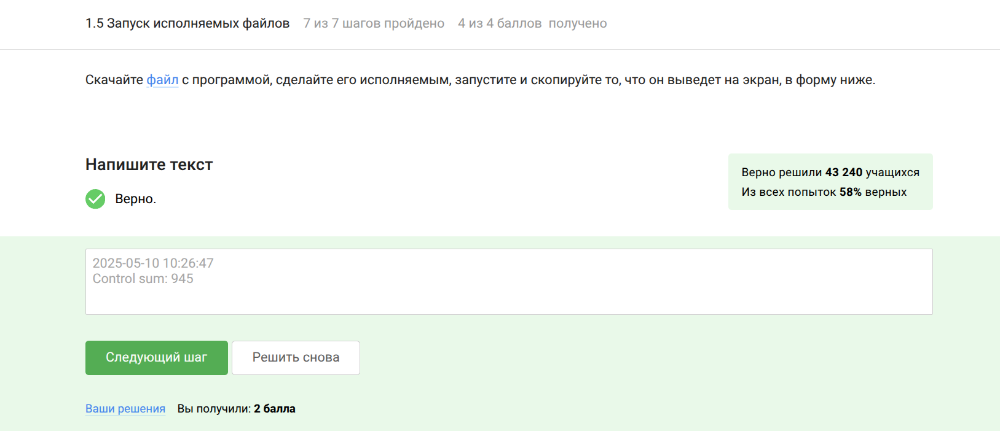 1.5 Запуск исполняемых файлов 7 из 7 шагов пройдено 4 из 4 баллов получено
Скачайте файл с программой, сделайте его исполняемым, запустите и скопируйте то, что он выведет на экран, в форму ниже.
Напишите текст
Верно.
Верно решили 43 240 учащихся
Из всех попыток 58% верных
2025-05-10 10:26:47
Control sum: 945
Следующий шаг Решить снова
Ваши решения Вы получили: 2 балла